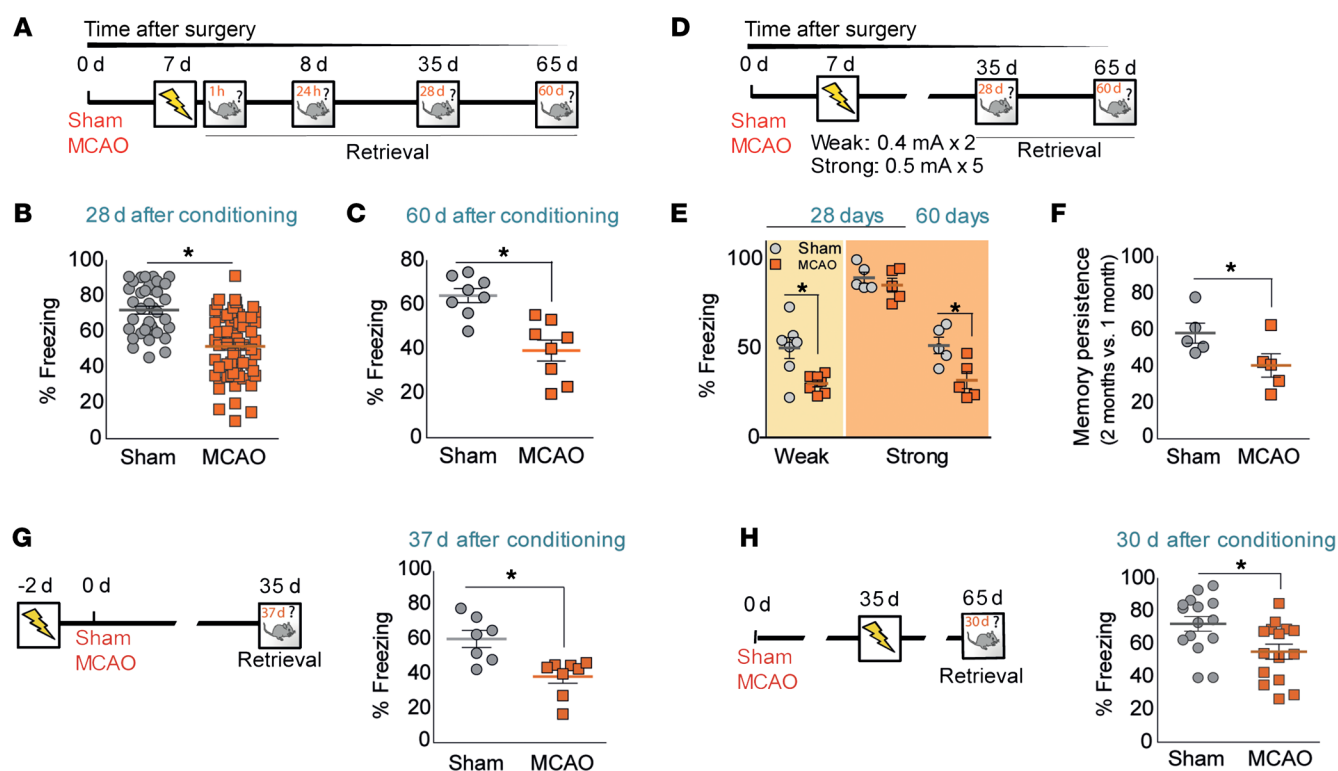 A
Time after surgery
0 d 7 d 8 d 35 d 65 d
1 h ? 24 h ? 28 d ? 60 d ?
Sham
MCAO
Retrieval
D
Time after surgery
0 d 7 d 35 d 65 d
28 d ? 60 d ?
Sham
MCAO
Weak: 0.4 mA x 2
Strong: 0.5 mA x 5
Retrieval
B
28 d after conditioning
% Freezing
100
80
60
40
20
0
*
Sham MCAO
C
60 d after conditioning
% Freezing
80
60
40
20
0
*
Sham MCAO
E
28 days 60 days
% Freezing
100
50
0
Sham
MCAO
*
*
Weak Strong
F
Memory persistence
(2 months vs. 1 month)
100
80
60
40
20
0
*
Sham MCAO
G
-2 d 0 d 35 d
37 d ?
Sham
MCAO
Retrieval
37 d after conditioning
% Freezing
100
80
60
40
20
0
*
Sham MCAO
H
0 d 35 d 65 d
30 d ?
Sham
MCAO
Retrieval
30 d after conditioning
% Freezing
100
80
60
40
20
0
*
Sham MCAO